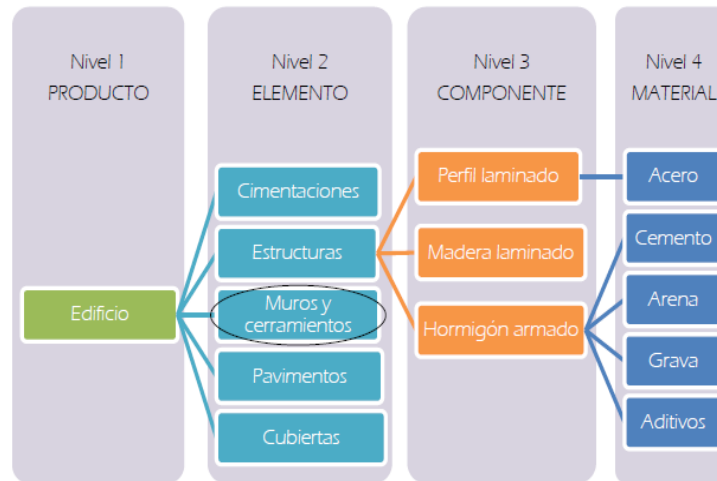 Nivel 1
PRODUCTO
Nivel 2
ELEMENTO
Nivel 3
COMPONENTE
Nivel 4
MATERIAL
Edificio
Cimentaciones
Estructuras
Muros y
cerramientos
Pavimentos
Cubiertas
Perfil laminado
Madera laminado
Hormigón armado
Acero
Cemento
Arena
Grava
Aditivos